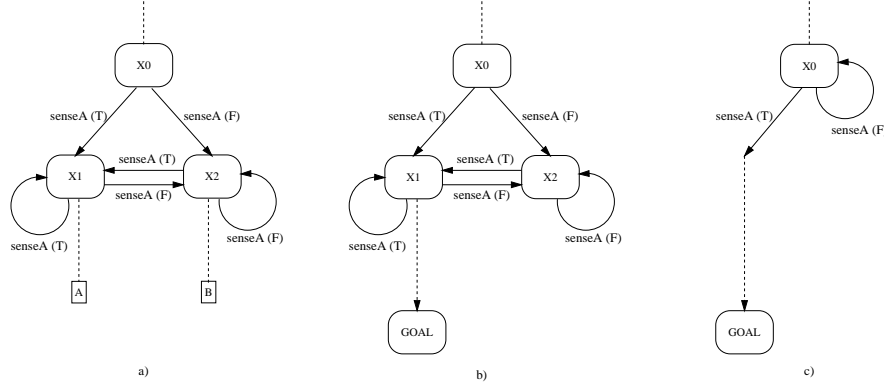 X0
senseA (T)
senseA (F)
senseA (T)
X1
X2
senseA (F)
senseA (T)
senseA (F)
A
B
a)
X0
senseA (T)
senseA (F)
senseA (T)
X1
X2
senseA (F)
senseA (T)
senseA (F)
GOAL
b)
X0
senseA (T)
senseA (F
GOAL
c)